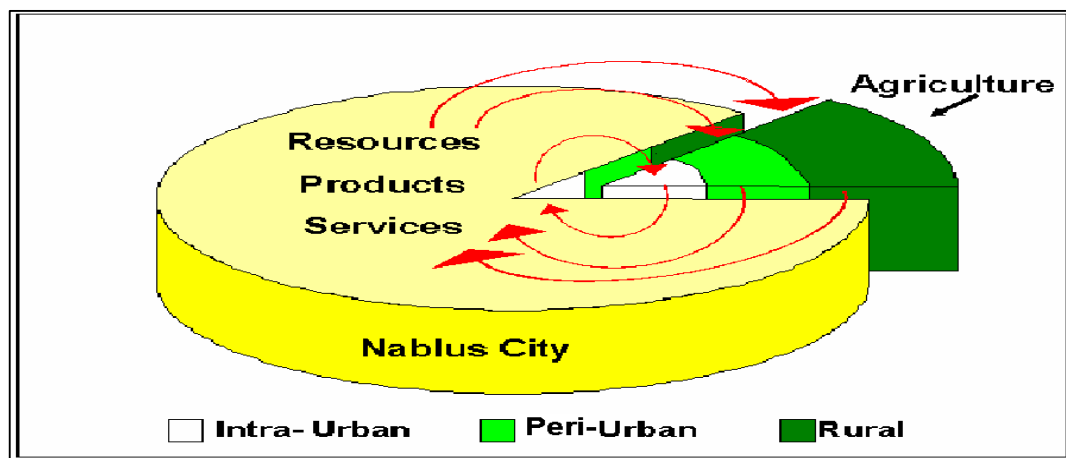 Agriculture
Resources
Products
Services
Nablus City
Intra- Urban
Peri-Urban
Rural